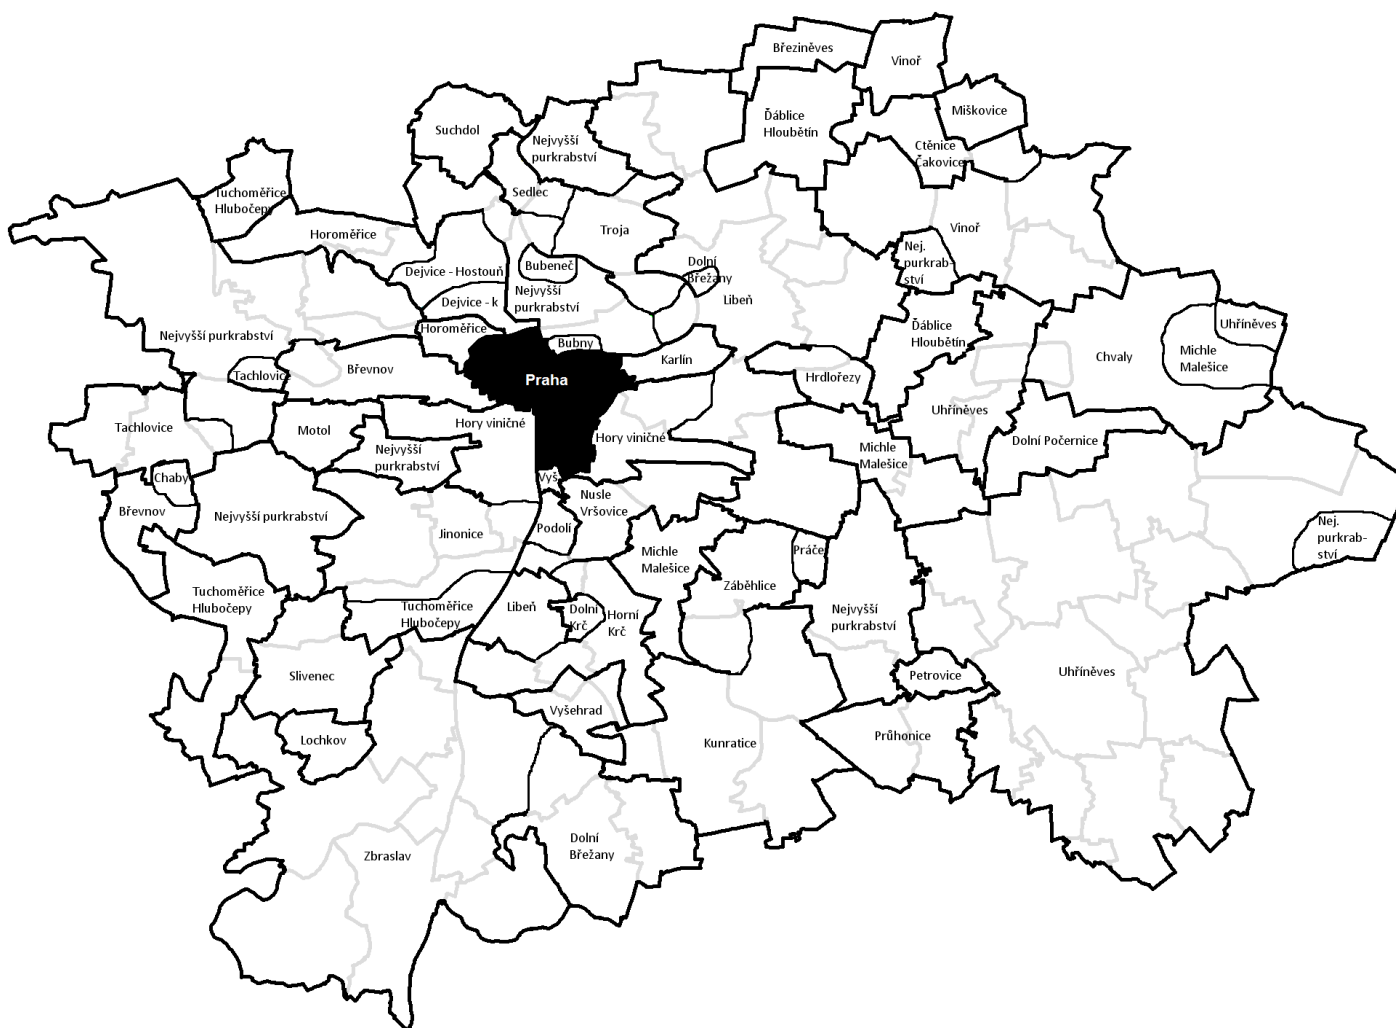 Březiněves
Vinoř
Miškovice
Ďáblice
Hloubětín
Suchdol
Nejvyšší
purkrabství
Ctěnice
Čakovice
Tuchoměřice
Hlubočepy
Sedlec
Horoměřice
Troja
Vinoř
Nej.
purkrab-
ství
Dejvice - Hostouň
Bubeneč
Dolní
Břežany
Nejvyšší
purkrabství
Dejvice - k
Libeň
Nejvyšší purkrabství
Horoměřice
Bubny
Karlín
Ďáblice
Hloubětín
Uhříněves
Chvaly
Michle
Malešice
Tachlovice
Břevnov
Praha
Hrdlořezy
Uhříněves
Tachlovice
Motol
Hory viničné
Hory viničné
Nejvyšší
purkrabství
Michle
Malešice
Dolní Počernice
Chaby
Vyš.
Břevnov
Nejvyšší purkrabství
Nusle
Vršovice
Jinonice
Podolí
Nej.
purkrab-
ství
Michle
Malešice
Práče
Záběhlice
Tuchoměřice
Hlubočepy
Tuchoměřice
Hlubočepy
Libeň
Dolní
Krč
Horní
Krč
Nejvyšší
purkrabství
Slivenec
Petrovice
Uhříněves
Vyšehrad
Lochkov
Kunratice
Průhonice
Zbraslav
Dolní
Břežany